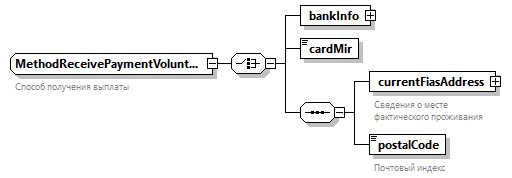 bankInfo
cardMir
MethodReceivePaymentVolunt...
Способ получения выплаты
currentFiasAddress
Сведения о месте
фактического проживания
postalCode
Почтовый индекс